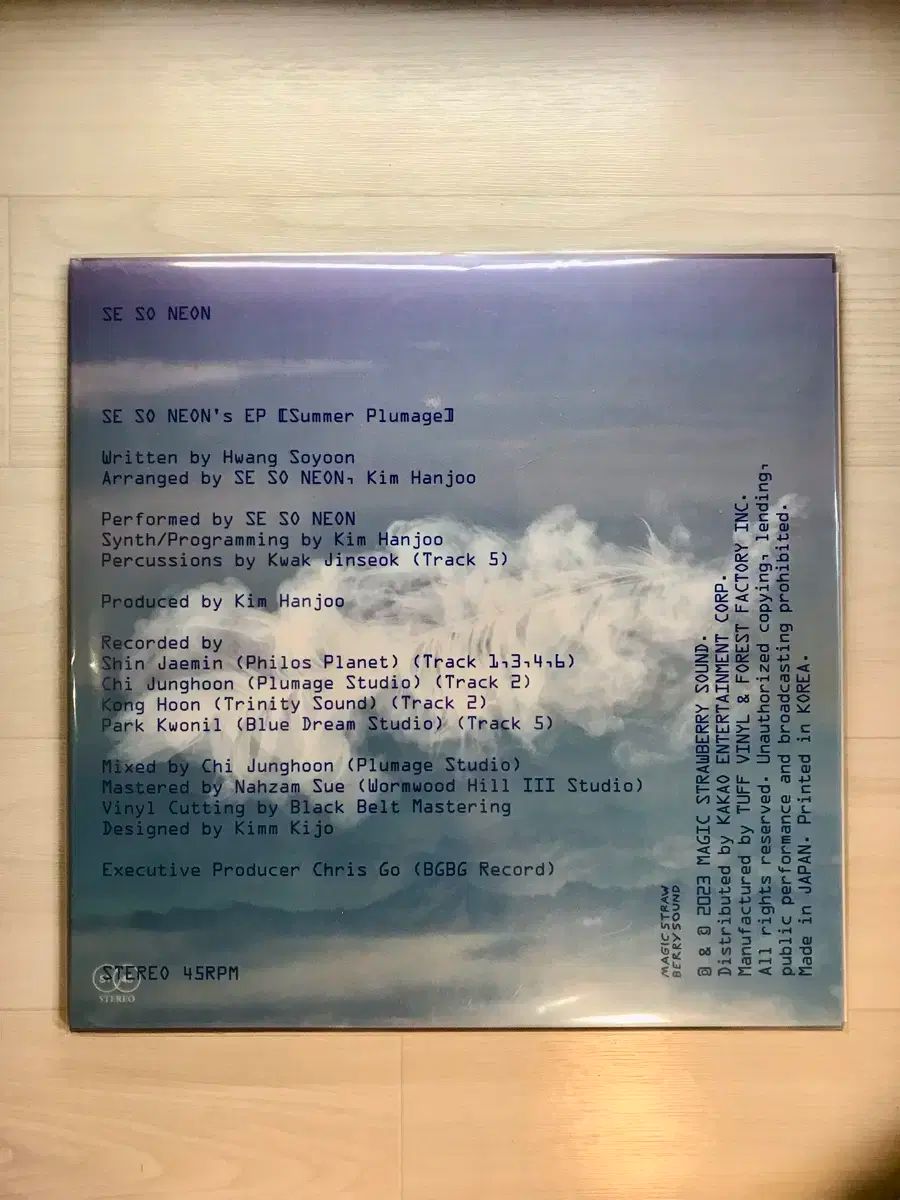 SE SO NEON
SE SO NEON's EP 〖Summer Plumage〗
Written by Hwang Soyoon
Arranged by SE SO NEON, Kim Hanjoo
Performed by SE SO NEON
Synth/Programming by Kim Hanjoo
Percussions by Kwak Jinseok (Track 5)
Produced by Kim Hanjoo
Recorded by
Shin Jaemin (Philos Planet) (Track 1,3,4,6)
Chi Junghoon (Plumage Studio) (Track 2)
Kong Hoon (Trinity Sound) (Track 2)
Park Kwonil (Blue Dream Studio) (Track 5)
Mixed by Chi Junghoon (Plumage Studio)
Mastered by Nahzam Sue (Wormwood Hill III Studio)
Vinyl Cutting by Black Belt Mastering
Designed by Kimm Kijo
Executive Producer Chris Go (BGBG Record)
STEREO 45RPM
STEREO
MAGIC STRAW
BERRY SOUND
℗ & © 2023 MAGIC STRAWBERRY SOUND.
Distributed by KAKAO ENTERTAINMENT CORP.
Manufactured by TUFF VINYL & FOREST FACTORY INC.
All rights reserved. Unauthorized copying, lending,
public performance and broadcasting prohibited.
Made in JAPAN. Printed in KOREA.